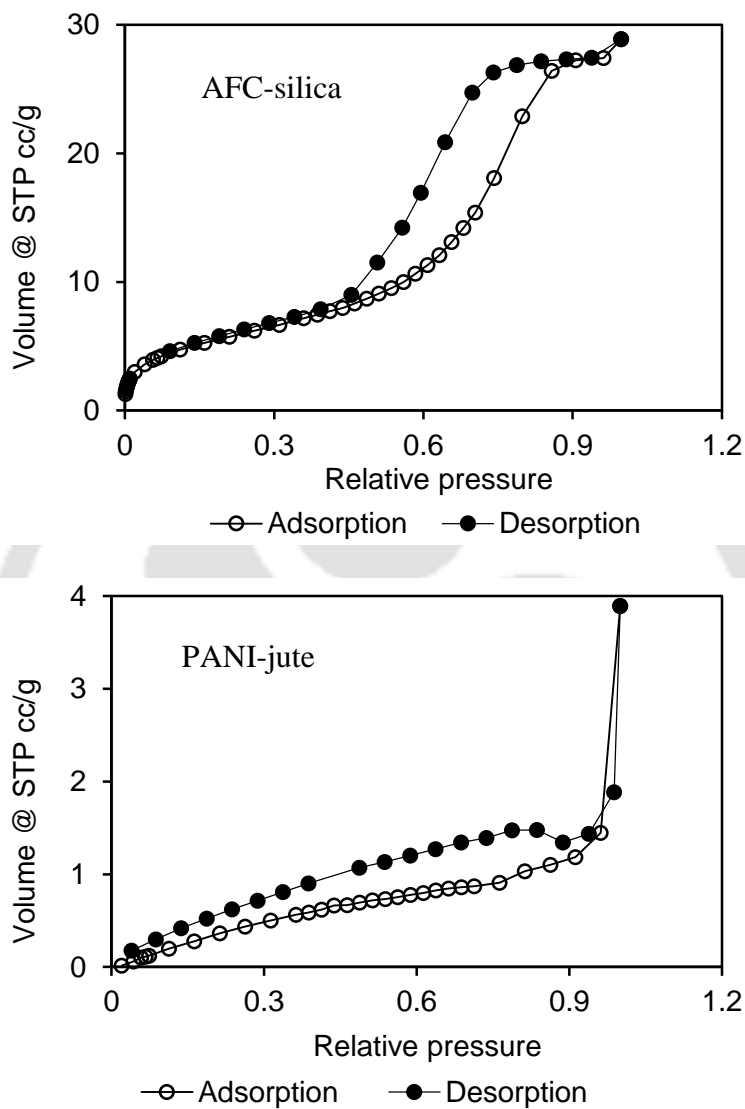 30
AFC-silica
20
10
0
0 0.3 0.6 0.9 1.2
Volume @ STP cc/g
Relative pressure
Adsorption Desorption
4
PANI-jute
3
2
1
0
0 0.3 0.6 0.9 1.2
Volume @ STP cc/g
Relative pressure
Adsorption Desorption